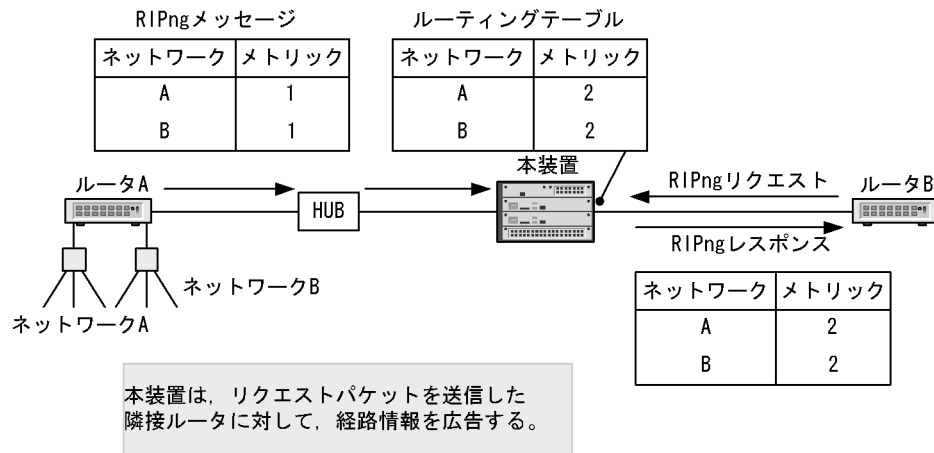 RIPngメッセージ
ネットワーク メトリック
A 1
B 1
ルーティングテーブル
ネットワーク メトリック
A 2
B 2
本装置
ルータA
HUB
RIPngリクエスト
ルータB
RIPngレスポンス
ネットワークB
ネットワークA
ネットワーク メトリック
A 2
B 2
本装置は，リクエストパケットを送信した
隣接ルータに対して，経路情報を広告する。